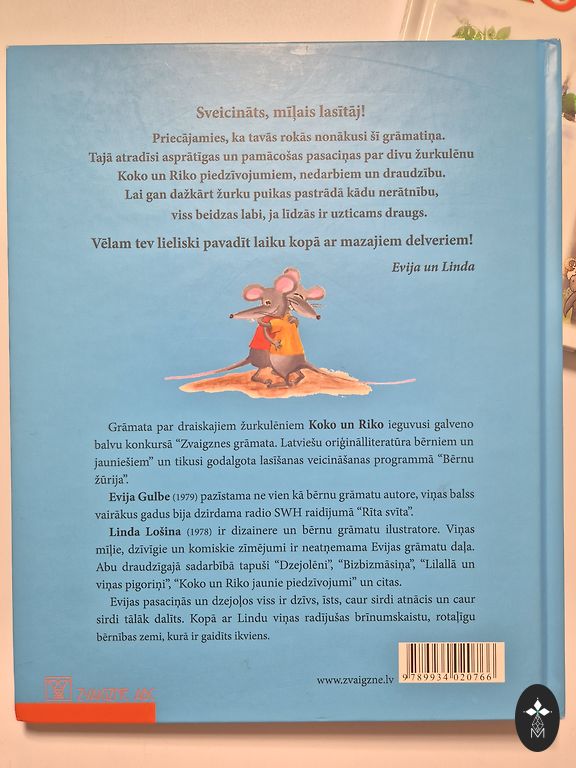 Sveicināts, mīļais lasītāj!
Priecājamies, ka tavās rokās nonākusi šī grāmatiņa.
Tajā atradīsi asprātīgas un pamācošas pasaciņas par divu žurkulēnu
Koko un Riko piedzīvojumiem, nedarbiem un draudzību.
Lai gan dažkārt žurku puikas pastrādā kādu nerātnību,
viss beidzas labi, ja līdzās ir uzticams draugs.
Vēlam tev lieliski pavadīt laiku kopā ar mazajiem delveriem!
Evija un Linda
Grāmata par draiskajiem žurkulēniem Koko un Riko ieguvusi galveno
balvu konkursā “Zvaigznes grāmata. Latviešu oriģinālliteratūra bērniem un
jauniešiem” un tikusi godalgota lasīšanas veicināšanas programmā “Bērnu
žūrija”.
Evija Gulbe (1979) pazīstama ne vien kā bērnu grāmatu autore, viņas balss
vairākus gadus bija dzirdama radio SWH raidījumā “Rīta svīta”.
Linda Lošina (1978) ir dizainere un bērnu grāmatu ilustratore. Viņas
mīļie, dzīvīgie un komiskie zīmējumi ir neatņemama Evijas grāmatu daļa.
Abu draudzīgajā sadarbībā tapuši “Dzejolēni”, “Bizbizmāsiņa”, “Lilallā un
viņas pigoriņi”, “Koko un Riko jaunie piedzīvojumi” un citas.
Evijas pasaciņās un dzejoļos viss ir dzīvs, īsts, caur sirdi atnācis un caur
sirdi tālāk dalīts. Kopā ar Lindu viņas radījušas brīnumskaistu, rotaļīgu
bērnības zemi, kurā ir gaidīts ikviens.
www.zvaigzne.lv
9789934020766
ZVAIGZNE ABC
M